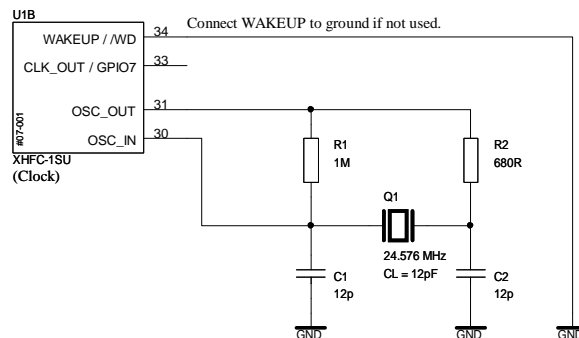 U1B
Connect WAKEUP to ground if not used.
WAKEUP / /WD
34
CLK_OUT / GPIO7
33
OSC_OUT
31
OSC_IN
30
#07-001
XHFC-1SU
(Clock)
R1
1M
R2
680R
Q1
24.576 MHz
CL = 12pF
C1
12p
C2
12p
GND
GND
GND